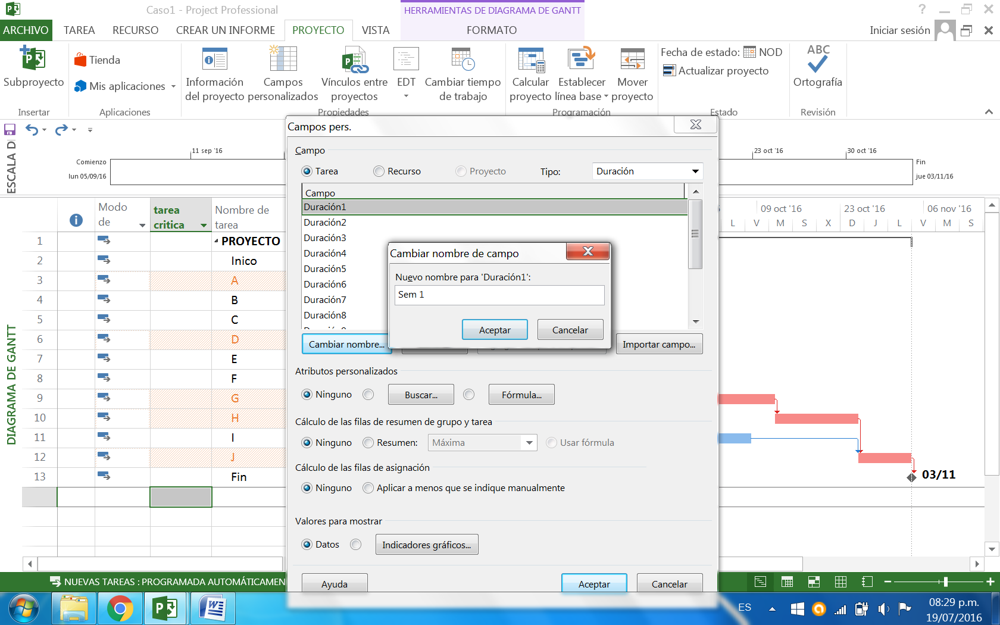 Caso1 - Project Professional
HERRAMIENTAS DE DIAGRAMA DE GANTT
ARCHIVO
TAREA
RECURSO
CREAR UN INFORME
PROYECTO
VISTA
FORMATO
Iniciar sesión
Subproyecto
Tienda
Mis aplicaciones
Información
del proyecto
Campos
personalizados
Vínculos entre
proyectos
EDT
Cambiar tiempo
de trabajo
Calcular
proyecto
Establecer
línea base
Mover
proyecto
Fecha de estado:
NOD
Actualizar proyecto
ABC
Ortografía
Insertar
Aplicaciones
Propiedades
Programación
Estado
Revisión
ESCALA D
Comienzo
lun 05/09/16
11 sep '16
23 oct '16
30 oct '16
Fin
jue 03/11/16
DIAGRAMA DE GANTT
Modo
de
tarea
critica
Nombre de
tarea
09 oct '16
23 oct '16
06 nov '16
L V M S X D J L V M S
1 PROYECTO
2 Inico
3 A
4 B
5 C
6 D
7 E
8 F
9 G
10 H
11 I
12 J
13 Fin
03/11
Campos pers.
Campo
Tarea
Recurso
Proyecto
Tipo:
Duración
Campo
Duración1
Duración2
Duración3
Duración4
Duración5
Duración6
Duración7
Duración8
Cambiar nombre de campo
Nuevo nombre para 'Duración1':
Sem 1
Aceptar
Cancelar
Cambiar nombre...
Importar campo...
Atributos personalizados
Ninguno
Buscar...
Fórmula...
Cálculo de las filas de resumen de grupo y tarea
Ninguno
Resumen:
Máxima
Usar fórmula
Cálculo de las filas de asignación
Ninguno
Aplicar a menos que se indique manualmente
Valores para mostrar
Datos
Indicadores gráficos...
Ayuda
Aceptar
Cancelar
NUEVAS TAREAS : PROGRAMADA AUTOMÁTICAMEN
ES
08:29 p.m.
19/07/2016